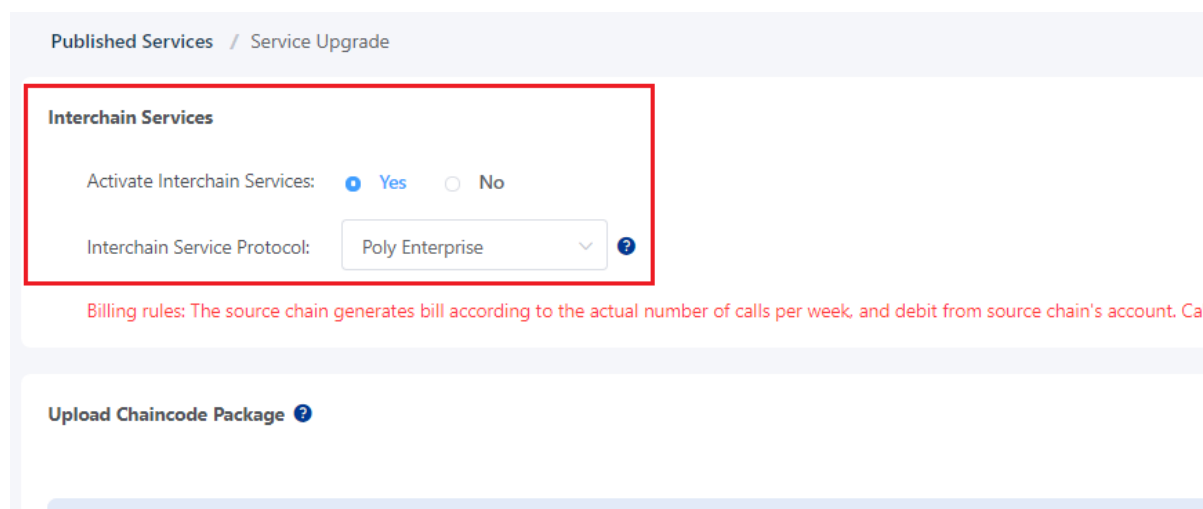 Published Services / Service Upgrade
Interchain Services
Activate Interchain Services: Yes No
Interchain Service Protocol: Poly Enterprise ?
Billing rules: The source chain generates bill according to the actual number of calls per week, and debit from source chain's account. Ca
Upload Chaincode Package ?